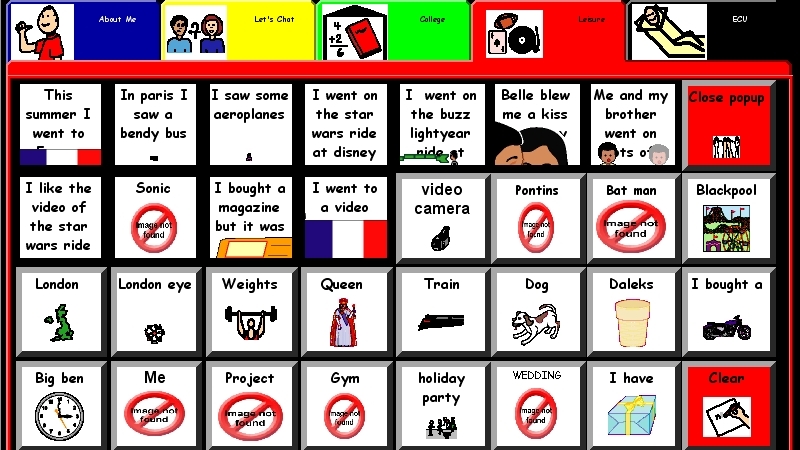 About Me
Let's Chat
College
Leisure
ECU
4
+2
6
This
summer I
went to
In paris I
saw a
bendy bus
I saw some
aeroplanes
I went on
the star
wars ride
at disney
I went on
the buzz
lightyear
ride at
Belle blew
me a kiss
Me and my
brother
went on
Close popup
I like the
video of
the star
wars ride
Sonic
Image not
found
I bought a
magazine
but it was
I went to
a video
video
camera
Pontins
Image not
found
Bat man
Image not
found
Blackpool
London
London eye
Weights
Queen
Train
Dog
Daleks
I bought a
Big ben
Me
Image not
found
Project
Image not
found
Gym
Image not
found
holiday
party
WEDDING
Image not
found
I have
Clear